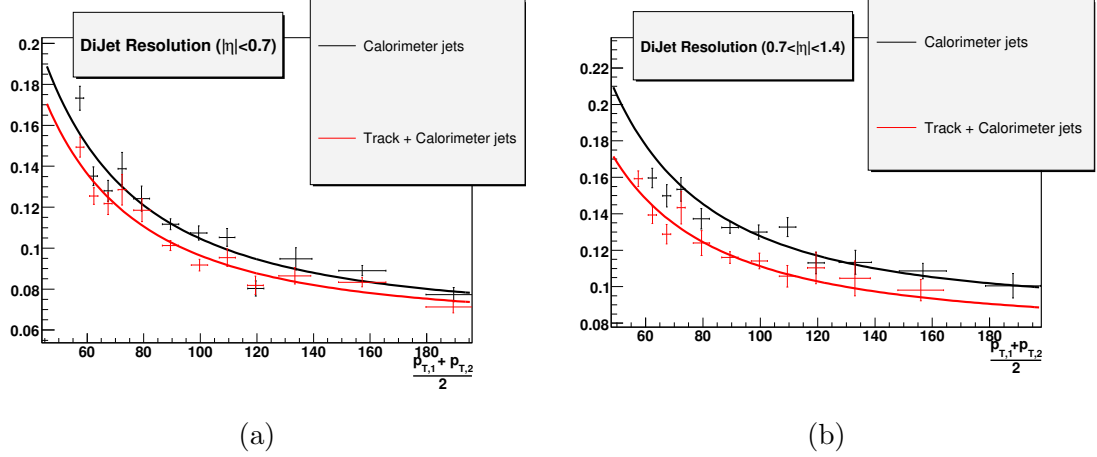 DiJet Resolution (|η|<0.7)
Calorimeter jets
Track + Calorimeter jets
0.2
0.18
0.16
0.14
0.12
0.1
0.08
0.06
60 80 100 120 140 160 180
p_{T,1} + p_{T,2}
2
(a)
DiJet Resolution (0.7<|η|<1.4)
Calorimeter jets
Track + Calorimeter jets
0.22
0.2
0.18
0.16
0.14
0.12
0.1
0.08
60 80 100 120 140 160 180
p_{T,1}+p_{T,2}
2
(b)